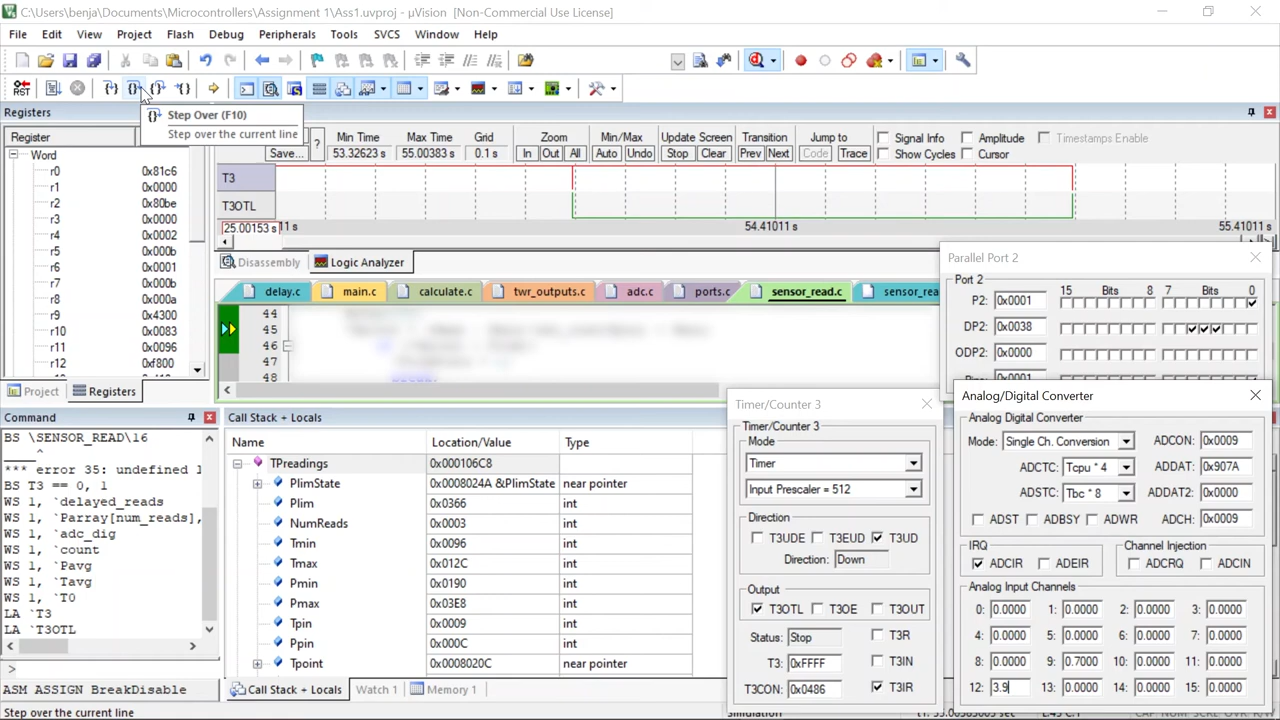 C:\Users\benja\Documents\Microcontrollers\Assignment 1\Ass1.uvproj - µVision [Non-Commercial Use License]
File Edit View Project Flash Debug Peripherals Tools SVCS Window Help
RST
Step Over (F10)
Step over the current line
Registers
Register Value
Word
r0 0x81c6
r1 0x0000
r2 0x80be
r3 0x0000
r4 0x0002
r5 0x000b
r6 0x0001
r7 0x000b
r8 0x000a
r9 0x4300
r10 0x0083
r11 0x0096
r12 0xf800
Project Registers
Save... ?
Min Time Max Time Grid Zoom Min/Max Update Screen Transition Jump to
53.32623 s 55.00383 s 0.1 s In Out All Auto Undo Stop Clear Prev Next Code Trace
Signal Info Amplitude Timestamps Enable
Show Cycles Cursor
T3
T3OTL
25.00153 s 11 s 54.41011 s 55.41011 s
Disassembly Logic Analyzer
delay.c main.c calculate.c twr_outputs.c adc.c ports.c sensor_read.c sensor_rea
44
45
46
47
48
Parallel Port 2
Port 2
15 Bits 8 7 Bits 0
P2: 0x0001
DP2: 0x0038
ODP2: 0x0000
Command
BS \SENSOR_READ\16
^
*** error 35: undefined l
BS T3 == 0, 1
WS 1, `delayed_reads
WS 1, `Parray[num_reads],
WS 1, `adc_dig
WS 1, `count
WS 1, `Pavg
WS 1, `Tavg
WS 1, `T0
LA `T3
LA `T3OTL
>
ASM ASSIGN BreakDisable
Step over the current line
Call Stack + Locals
Name Location/Value Type
TPreadings 0x000106C8
PlimState 0x0008024A &PlimState near pointer
Plim 0x0366 int
NumReads 0x0003 int
Tmin 0x0096 int
Tmax 0x012C int
Pmin 0x0190 int
Pmax 0x03E8 int
Tpin 0x0009 int
Ppin 0x000C int
Tpoint 0x0008020C near pointer
Call Stack + Locals Watch 1 Memory 1
Simulation
Timer/Counter 3
Timer/Counter 3
Mode
Timer
Input Prescaler = 512
Direction
T3UDE T3EUD T3UD
Direction: Down
Output
T3OTL T3OE T3OUT
Status: Stop T3R
T3: 0xFFFF T3IN
T3CON: 0x0486 T3IR
Analog/Digital Converter
Analog Digital Converter
Mode: Single Ch. Conversion ADCON: 0x0009
ADCTC: Tcpu * 4 ADDAT: 0x907A
ADSTC: Tbc * 8 ADDAT2: 0x0000
ADST ADBSY ADWR ADCH: 0x0009
IRQ Channel Injection
ADCIR ADEIR ADCRQ ADCIN
Analog Input Channels
0: 0.0000 1: 0.0000 2: 0.0000 3: 0.0000
4: 0.0000 5: 0.0000 6: 0.0000 7: 0.0000
8: 0.0000 9: 0.7000 10: 0.0000 11: 0.0000
12: 3.9 13: 0.0000 14: 0.0000 15: 0.0000